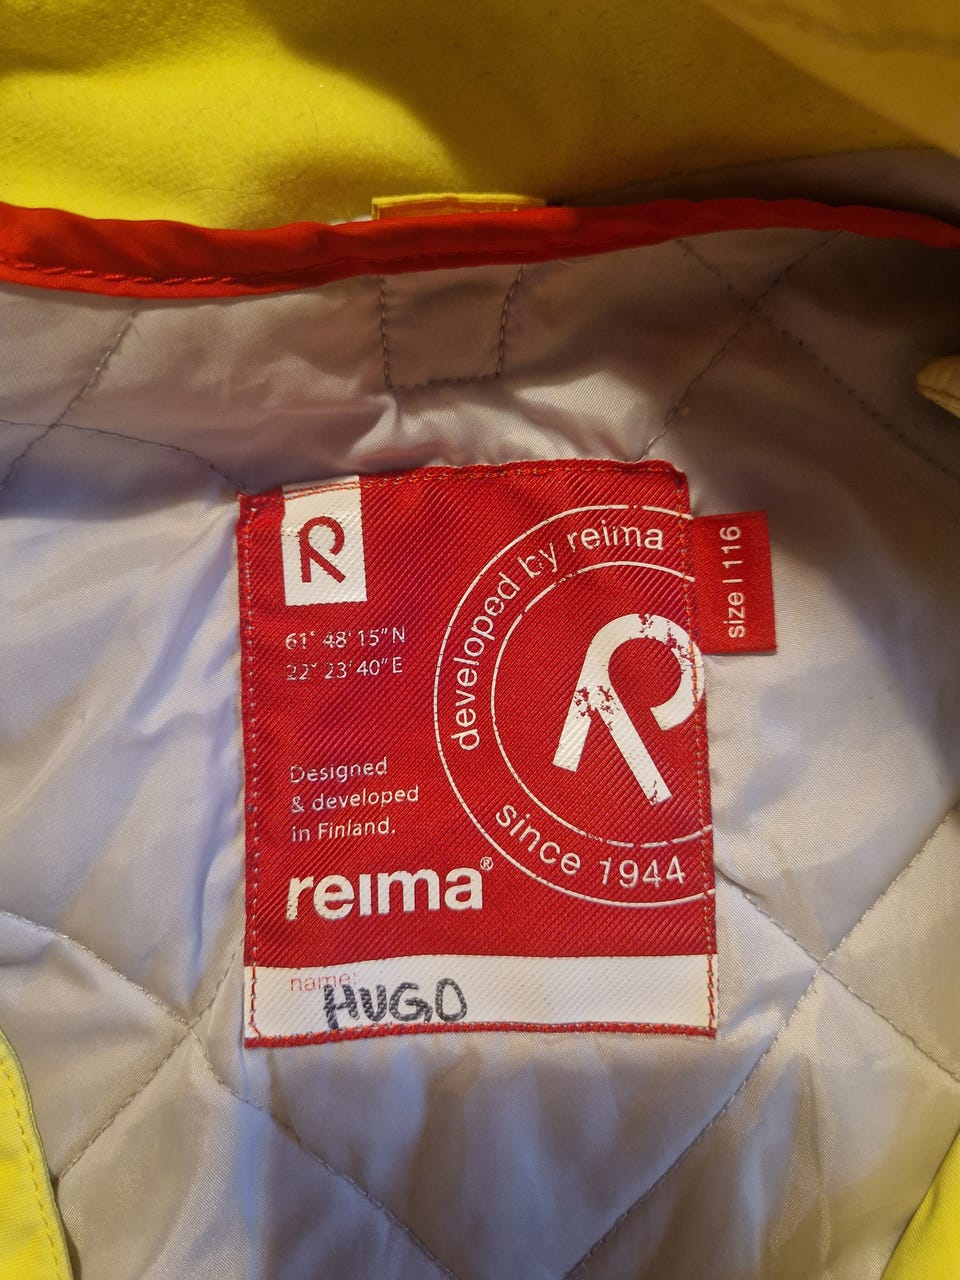 R
61° 48' 15" N
22° 23' 40" E
Designed
& developed
in Finland.
reima®
developed by reima
R
since 1944
size | 116
name:
HUGO